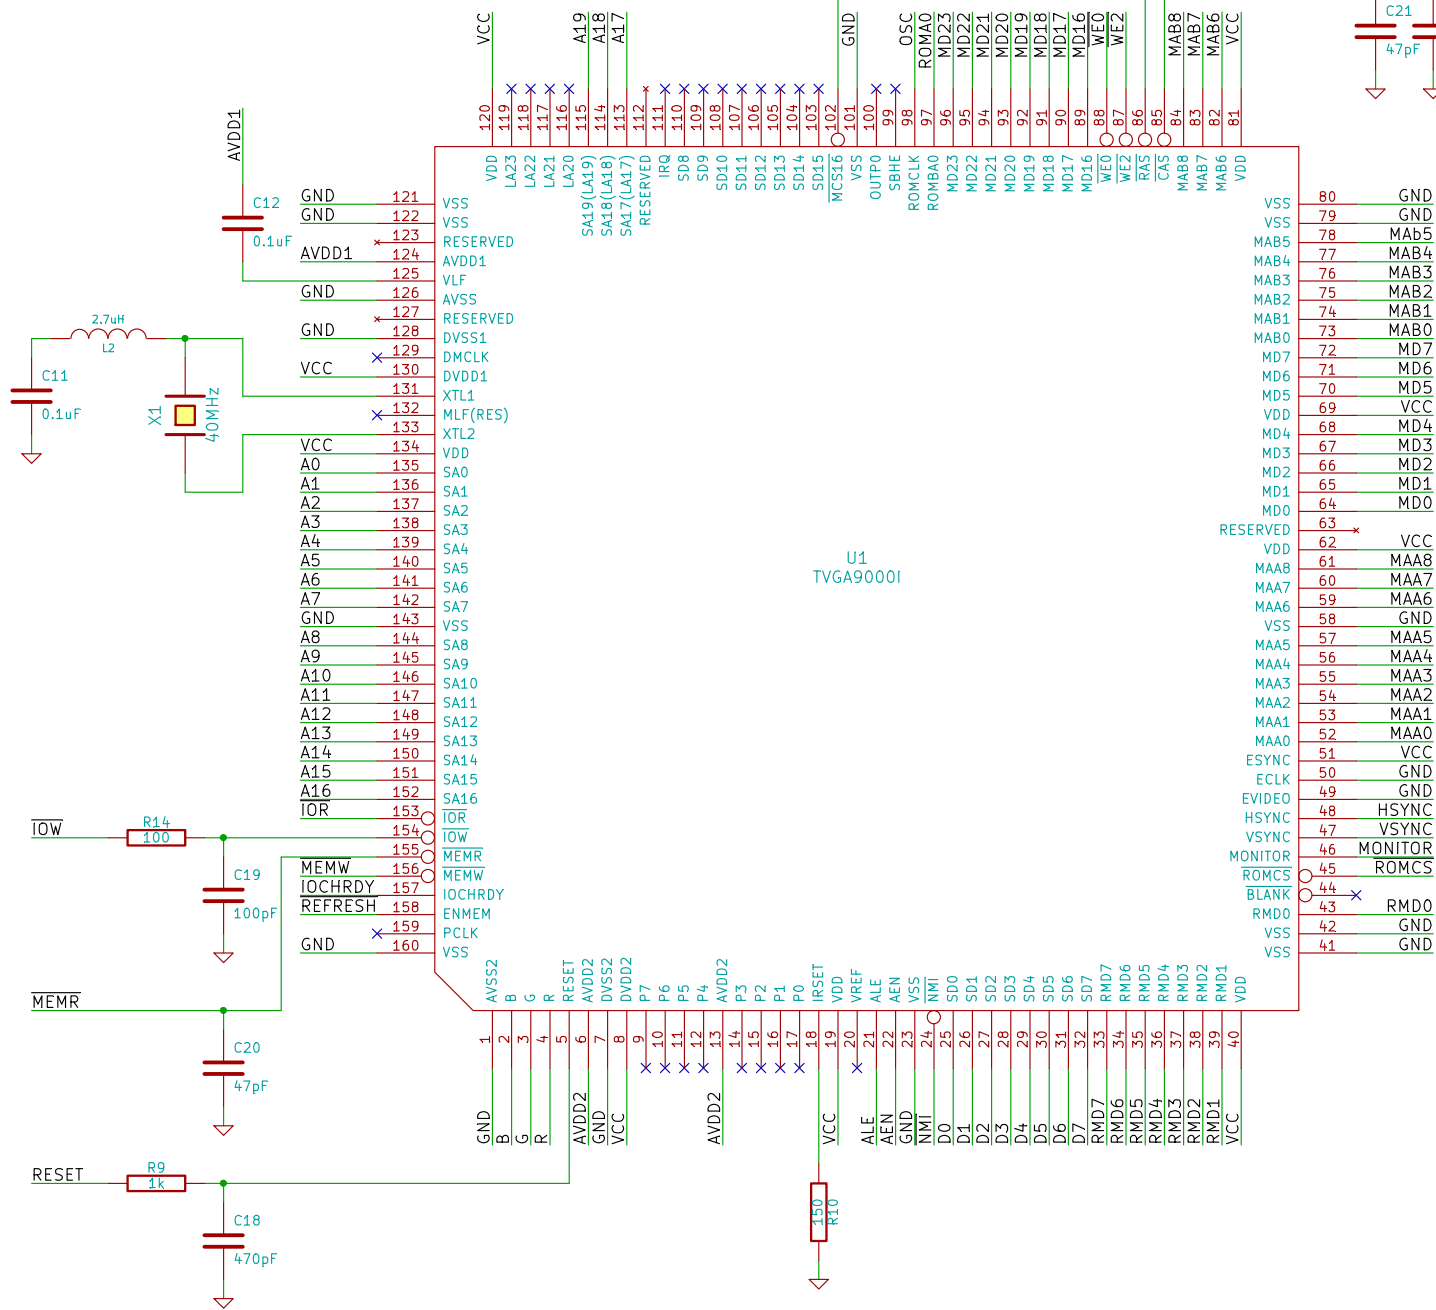 VCC A19 A18 A17 GND OSC ROMA0 MD23 MD22 MD21 MD20 MD19 MD18 MD17 MD16 WE0 WE2 MAB8 MAB7 MAB6 VCC
C21
47pF
120 119 118 117 116 115 114 113 112 111 110 109 108 107 106 105 104 103 102 101 100 99 98 97 96 95 94 93 92 91 90 89 88 87 86 85 84 83 82 81
VDD LA23 LA22 LA21 LA20 SA19(LA19) SA18(LA18) SA17(LA17) RESERVED IRQ SD8 SD9 SD10 SD11 SD12 SD13 SD14 SD15 MCS16 VSS OUTP0 SBHE ROMCLK ROMBA0 MD23 MD22 MD21 MD20 MD19 MD18 MD17 MD16 WE0 WE2 RAS CAS MAB8 MAB7 MAB6 VDD
AVDD1
C12
0.1uF
2.7uH
L2
C11
0.1uF
X1
40MHz
GND 121 VSS
GND 122 VSS
123 RESERVED
AVDD1 124 AVDD1
125 VLF
GND 126 AVSS
127 RESERVED
GND 128 DVSS1
129 DMCLK
VCC 130 DVDD1
131 XTL1
132 MLF(RES)
133 XTL2
VCC 134 VDD
A0 135 SA0
A1 136 SA1
A2 137 SA2
A3 138 SA3
A4 139 SA4
A5 140 SA5
A6 141 SA6
A7 142 SA7
GND 143 VSS
A8 144 SA8
A9 145 SA9
A10 146 SA10
A11 147 SA11
A12 148 SA12
A13 149 SA13
A14 150 SA14
A15 151 SA15
A16 152 SA16
IOR 153 IOR
154 IOW
155 MEMR
MEMW 156 MEMW
IOCHRDY 157 IOCHRDY
REFRESH 158 ENMEM
159 PCLK
GND 160 VSS
U1
TVGA9000I
VSS 80 GND
VSS 79 GND
MAB5 78 MAb5
MAB4 77 MAB4
MAB3 76 MAB3
MAB2 75 MAB2
MAB1 74 MAB1
MAB0 73 MAB0
MD7 72 MD7
MD6 71 MD6
MD5 70 MD5
VDD 69 VCC
MD4 68 MD4
MD3 67 MD3
MD2 66 MD2
MD1 65 MD1
MD0 64 MD0
RESERVED 63
VDD 62 VCC
MAA8 61 MAA8
MAA7 60 MAA7
MAA6 59 MAA6
VSS 58 GND
MAA5 57 MAA5
MAA4 56 MAA4
MAA3 55 MAA3
MAA2 54 MAA2
MAA1 53 MAA1
MAA0 52 MAA0
ESYNC 51 VCC
ECLK 50 GND
EVIDEO 49 GND
HSYNC 48 HSYNC
VSYNC 47 VSYNC
MONITOR 46 MONITOR
ROMCS 45 ROMCS
BLANK 44
RMD0 43 RMD0
VSS 42 GND
VSS 41 GND
IOW
R14
100
C19
100pF
MEMR
C20
47pF
RESET
R9
1k
C18
470pF
AVSS2 B G R RESET AVDD2 DVSS2 DVDD2 P7 P6 P5 P4 AVDD2 P3 P2 P1 P0 IRSET VDD VREF ALE AEN VSS NMI SD0 SD1 SD2 SD3 SD4 SD5 SD6 SD7 RMD7 RMD6 RMD5 RMD4 RMD3 RMD2 RMD1 VDD
1 2 3 4 5 6 7 8 9 10 11 12 13 14 15 16 17 18 19 20 21 22 23 24 25 26 27 28 29 30 31 32 33 34 35 36 37 38 39 40
GND B G R AVDD2 GND VCC AVDD2 VCC ALE AEN GND NMI D0 D1 D2 D3 D4 D5 D6 D7 RMD7 RMD6 RMD5 RMD4 RMD3 RMD2 RMD1 VCC
150
R10